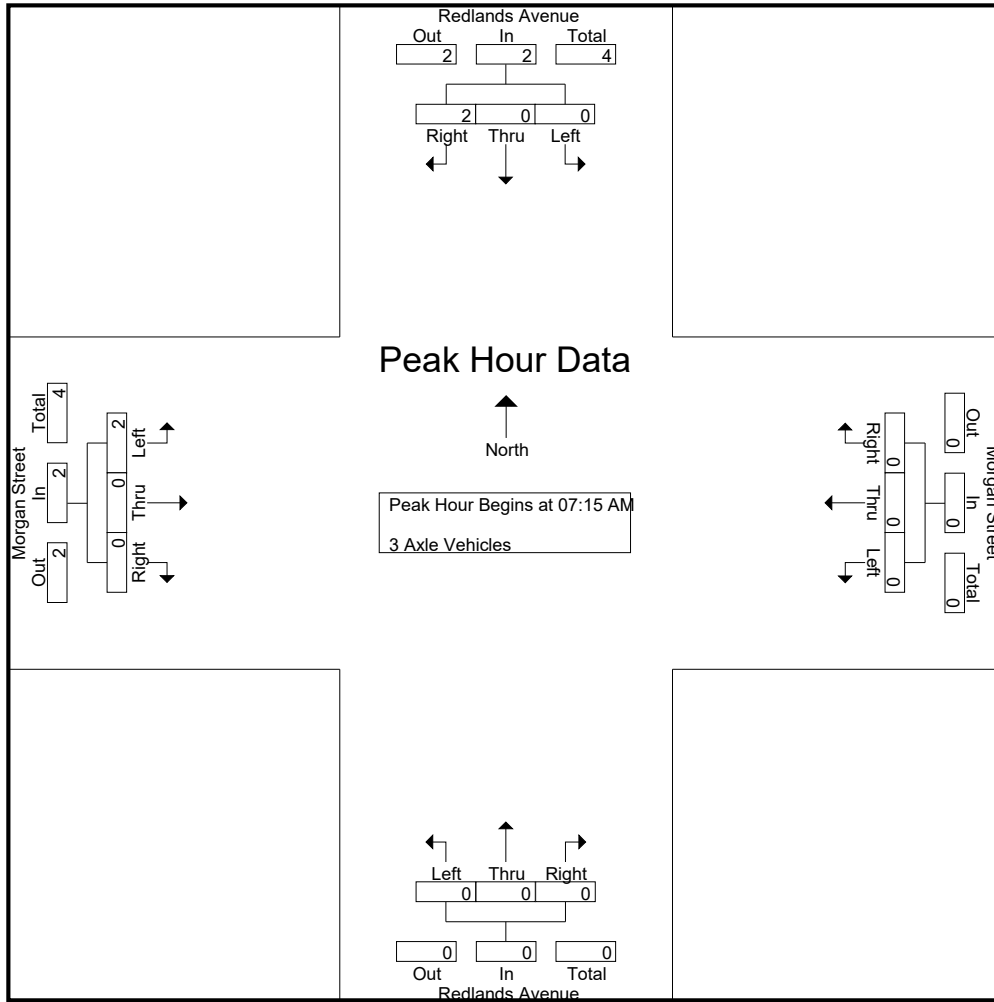 Redlands Avenue
Out In Total
2 2 4
2 0 0
Right Thru Left
Peak Hour Data
North
Peak Hour Begins at 07:15 AM
3 Axle Vehicles
Morgan Street
Out In Total
2 2 4
Left Thru Right
2 0 0
Morgan Street
Out In Total
0 0 0
Right Thru Left
0 0 0
Left Thru Right
0 0 0
0 0 0
Out In Total
Redlands Avenue